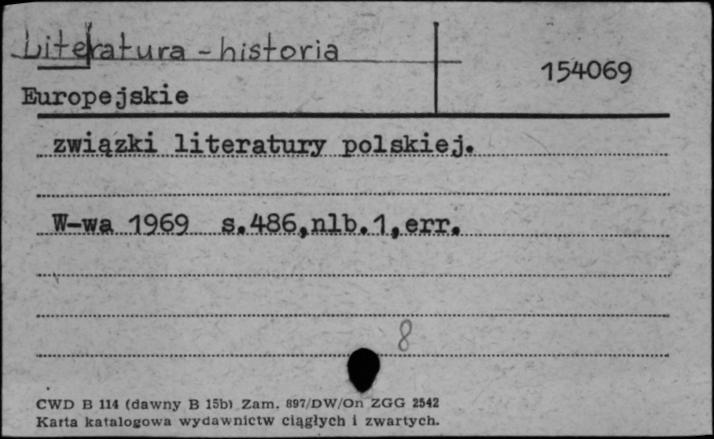 Literatura - historia
154069
Europejskie
związki literatury polskiej.
W-wa 1969 s.486,nlb.1,err.
8
CWD B 114 (dawny B 15b) Zam. 897/DW/On ZGG 2542
Karta katalogowa wydawnictw ciągłych i zwartych.